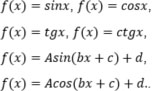 f(x) = sinx, f(x) = cosx,
f(x) = tgx, f(x) = ctgx,
f(x) = Asin(bx + c) + d,
f(x) = Acos(bx + c) + d..